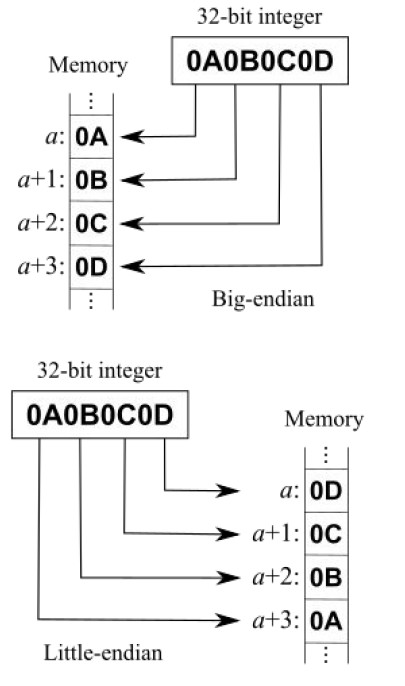 32-bit integer
0A0B0C0D
Memory
⋮
a: 0A
a+1: 0B
a+2: 0C
a+3: 0D
⋮
Big-endian
32-bit integer
0A0B0C0D
Memory
⋮
a: 0D
a+1: 0C
a+2: 0B
a+3: 0A
⋮
Little-endian